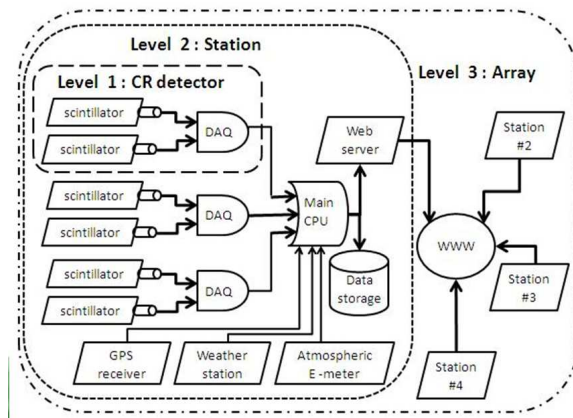 Level 2 : Station
Level 1 : CR detector
Level 3 : Array
scintillator
scintillator
DAQ
scintillator
scintillator
DAQ
scintillator
scintillator
DAQ
Main
CPU
Web
server
Data
storage
GPS
receiver
Weather
station
Atmospheric
E -meter
WWW
Station
#2
Station
#3
Station
#4